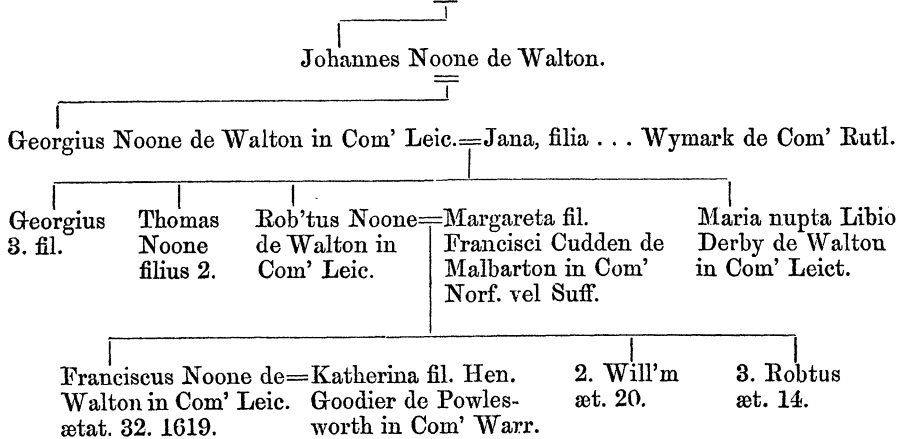 Johannes Noone de Walton.
Georgius Noone de Walton in Com' Leic.=Jana, filia . . . Wymark de Com' Rutl.
Georgius
3. fil.
Thomas
Noone
filius 2.
Rob'tus Noone=Margareta fil.
de Walton in
Com' Leic.
Francisci Cudden de
Malbarton in Com'
Norf. vel Suff.
Maria nupta Libio
Derby de Walton
in Com' Leict.
Franciscus Noone de=Katherina fil. Hen.
Walton in Com' Leic.
ætat. 32. 1619.
Goodier de Powles-
worth in Com' Warr.
2. Will'm
æt. 20.
3. Robtus
æt. 14.